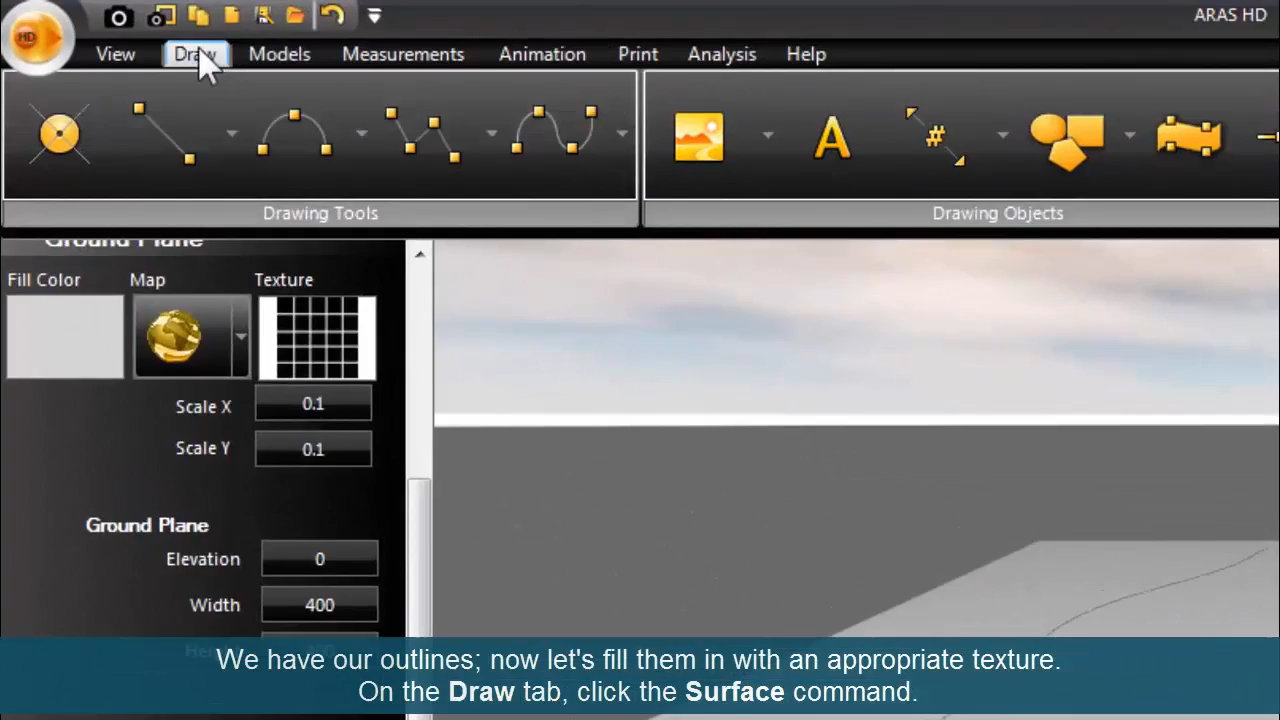 ARAS HD
HD
View Draw Models Measurements Animation Print Analysis Help
A #
Drawing Tools Drawing Objects
Ground Plane
Fill Color Map Texture
Scale X 0.1
Scale Y 0.1
Ground Plane
Elevation 0
Width 400
We have our outlines; now let's fill them in with an appropriate texture.
On the Draw tab, click the Surface command.